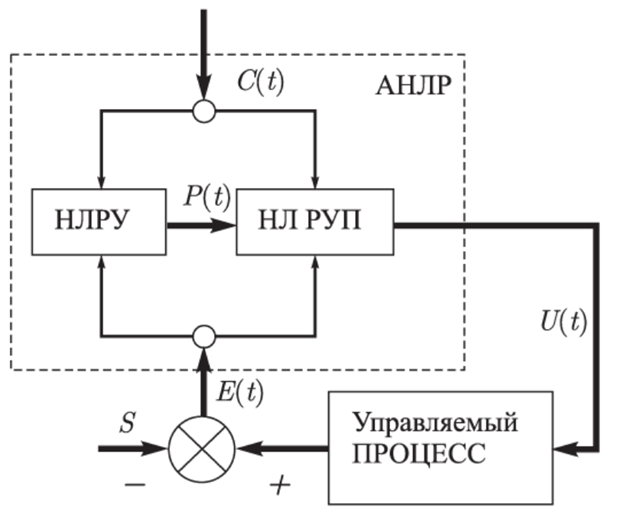 C(t)
АНЛР
P(t)
НЛРУ
НЛ РУП
U(t)
E(t)
S
Управляемый
ПРОЦЕСС
− +